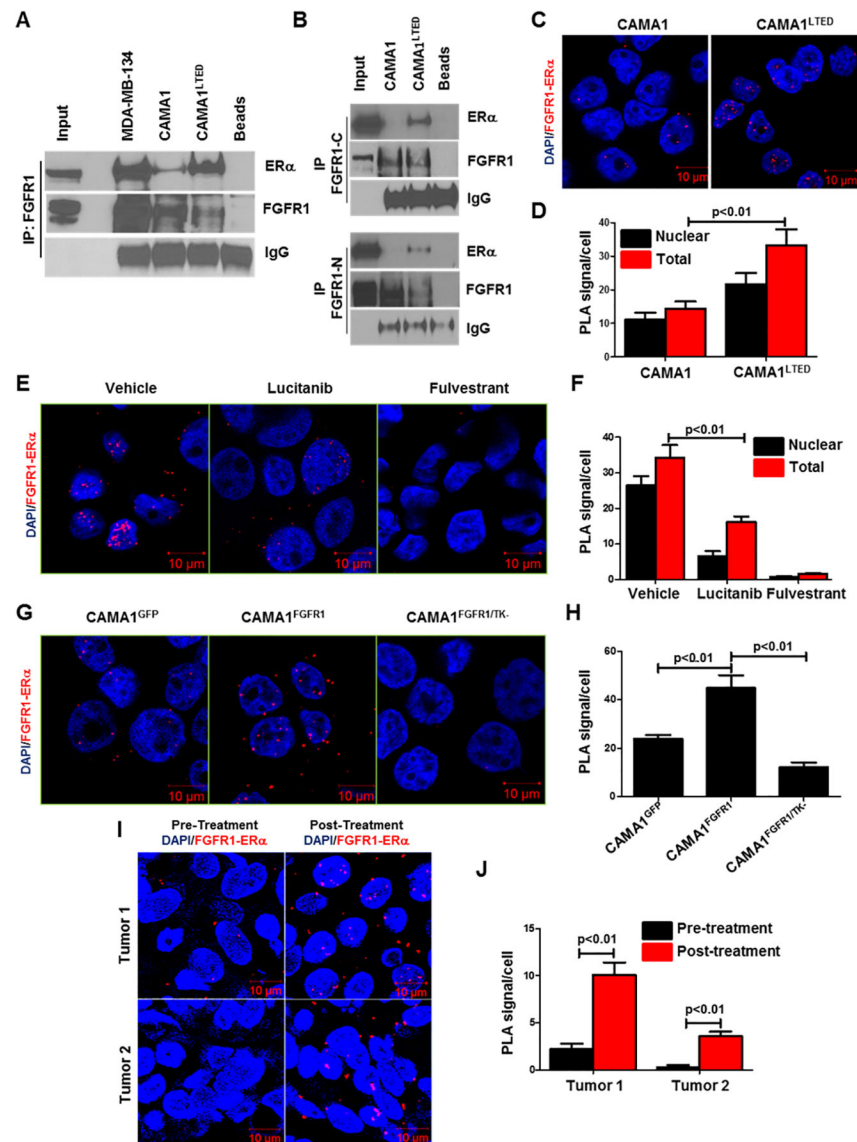 A
Input
MDA-MB-134
CAMA1
CAMA1LTED
Beads
IP: FGFR1
ERα
FGFR1
IgG
B
Input
CAMA1
CAMA1LTED
Beads
IP
FGFR1-C
ERα
FGFR1
IgG
IP
FGFR1-N
ERα
FGFR1
IgG
C
CAMA1
CAMA1LTED
DAPI/FGFR1-ERα
10 μm
10 μm
D
p<0.01
Nuclear
Total
PLA signal/cell
40
30
20
10
0
CAMA1
CAMA1LTED
E
Vehicle
Lucitanib
Fulvestrant
DAPI/FGFR1-ERα
10 μm
10 μm
10 μm
F
p<0.01
Nuclear
Total
PLA signal/cell
40
30
20
10
0
Vehicle
Lucitanib
Fulvestrant
G
CAMA1GFP
CAMA1FGFR1
CAMA1FGFR1/TK-
DAPI/FGFR1-ERα
10 μm
10 μm
10 μm
H
p<0.01
p<0.01
PLA signal/cell
60
40
20
0
CAMA1GFP
CAMA1FGFR1
CAMA1FGFR1/TK-
I
Pre-Treatment
DAPI/FGFR1-ERα
Post-Treatment
DAPI/FGFR1-ERα
Tumor 1
10 μm
10 μm
Tumor 2
10 μm
10 μm
J
Pre-treatment
Post-treatment
p<0.01
p<0.01
PLA signal/cell
15
10
5
0
Tumor 1
Tumor 2